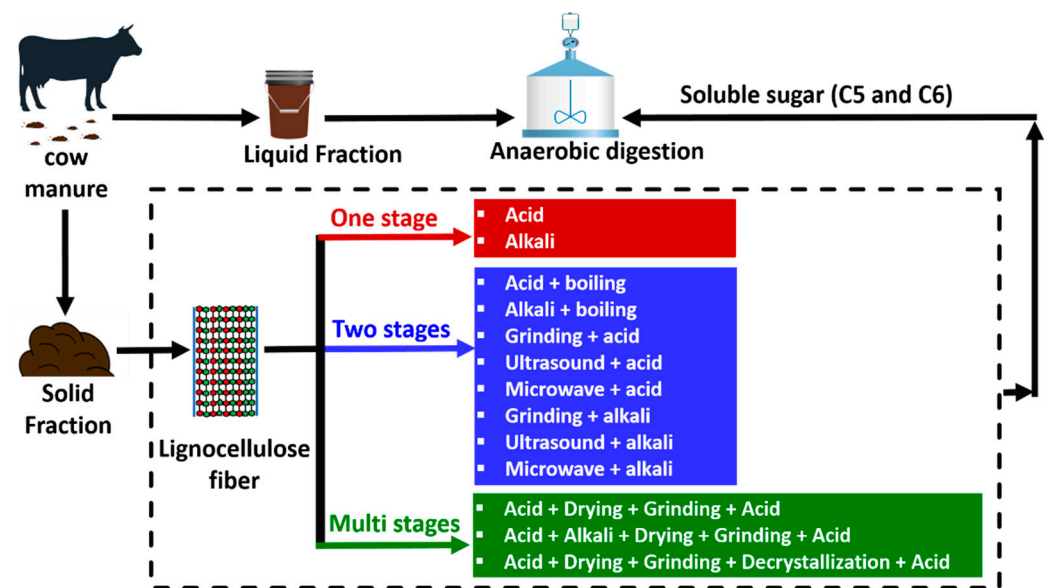 cow
manure
Liquid Fraction
Anaerobic digestion
Soluble sugar (C5 and C6)
Solid
Fraction
Lignocellulose
fiber
One stage
▪ Acid
▪ Alkali
Two stages
▪ Acid + boiling
▪ Alkali + boiling
▪ Grinding + acid
▪ Ultrasound + acid
▪ Microwave + acid
▪ Grinding + alkali
▪ Ultrasound + alkali
▪ Microwave + alkali
Multi stages
▪ Acid + Drying + Grinding + Acid
▪ Acid + Alkali + Drying + Grinding + Acid
▪ Acid + Drying + Grinding + Decrystallization + Acid